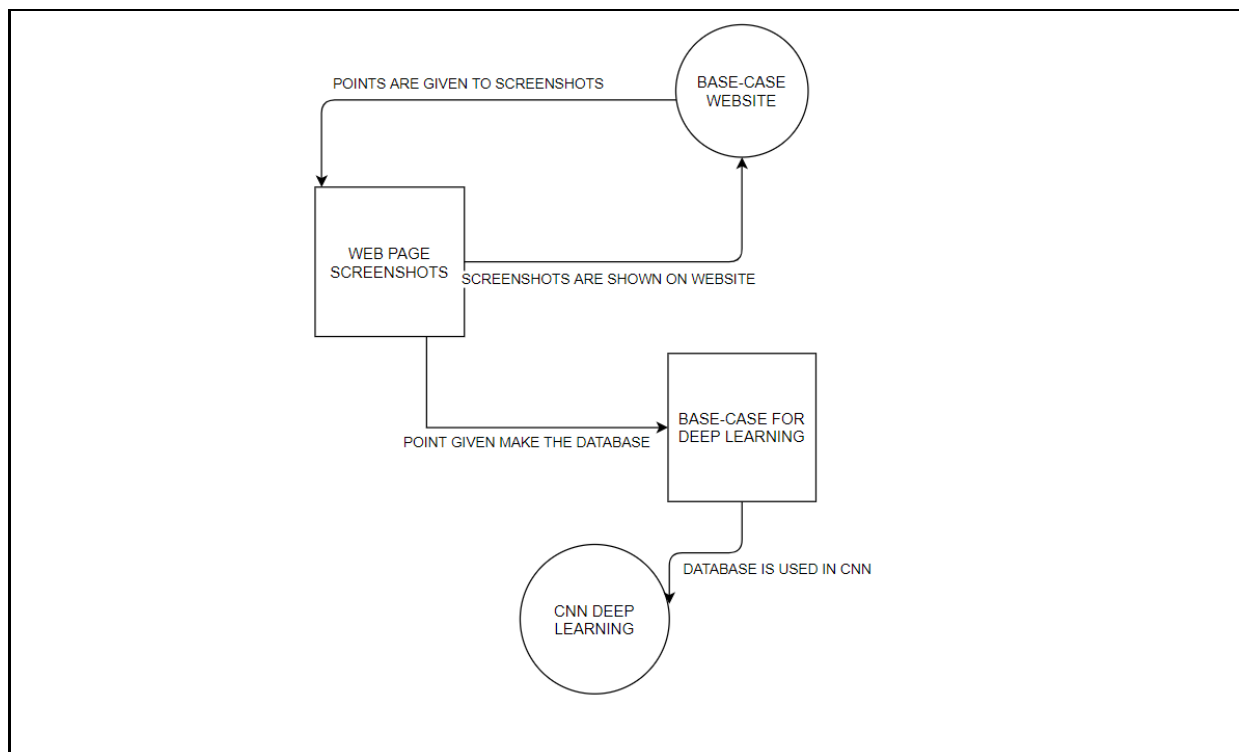 BASE-CASE
WEBSITE
POINTS ARE GIVEN TO SCREENSHOTS
WEB PAGE
SCREENSHOTS
SCREENSHOTS ARE SHOWN ON WEBSITE
BASE-CASE FOR
DEEP LEARNING
POINT GIVEN MAKE THE DATABASE
DATABASE IS USED IN CNN
CNN DEEP
LEARNING